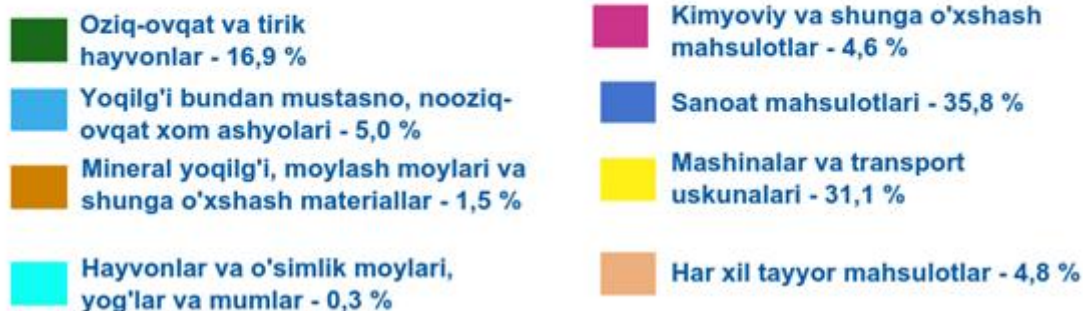 Oziq-ovqat va tirik
hayvonlar - 16,9 %
Yoqilg'i bundan mustasno, nooziq-
ovqat xom ashyolari - 5,0 %
Mineral yoqilg'i, moylash moylari va
shunga o'xshash materiallar - 1,5 %
Hayvonlar va o'simlik moylari,
yog'lar va mumlar - 0,3 %
Kimyoviy va shunga o'xshash
mahsulotlar - 4,6 %
Sanoat mahsulotlari - 35,8 %
Mashinalar va transport
uskunalari - 31,1 %
Har xil tayyor mahsulotlar - 4,8 %